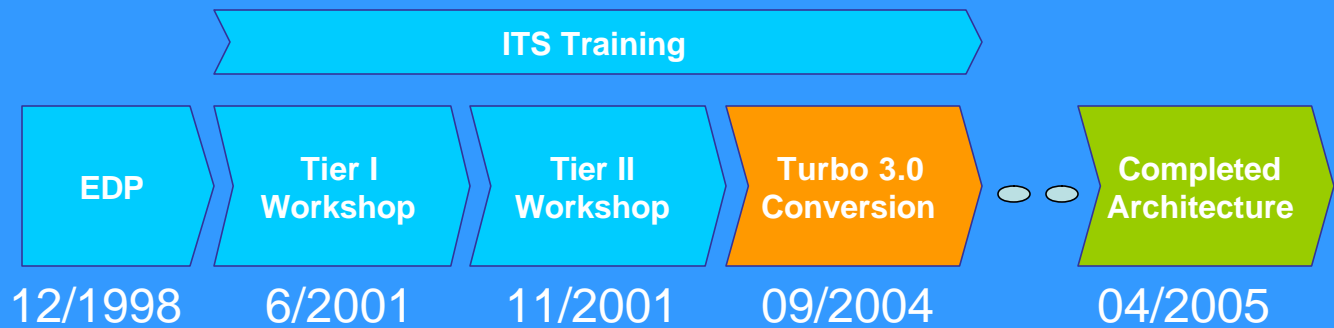 ITS Training
EDP
Tier I
Workshop
Tier II
Workshop
Turbo 3.0
Conversion
Completed
Architecture
12/1998
6/2001
11/2001
09/2004
04/2005